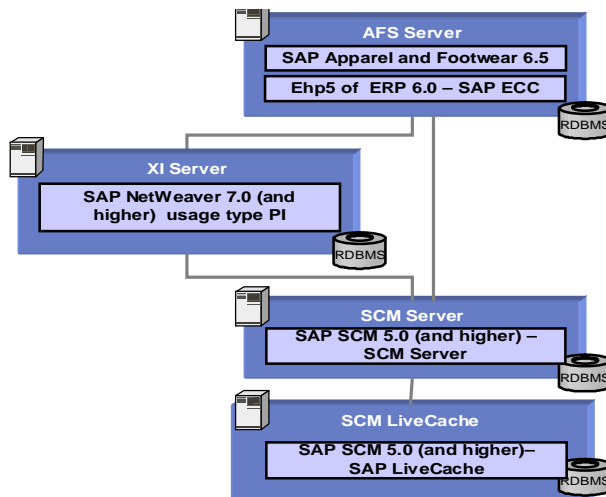 AFS Server
SAP Apparel and Footwear 6.5
Ehp5 of ERP 6.0 – SAP ECC
RDBMS
XI Server
SAP NetWeaver 7.0 (and
higher) usage type PI
RDBMS
SCM Server
SAP SCM 5.0 (and higher) –
SCM Server
RDBMS
SCM LiveCache
SAP SCM 5.0 (and higher)–
SAP LiveCache
RDBMS